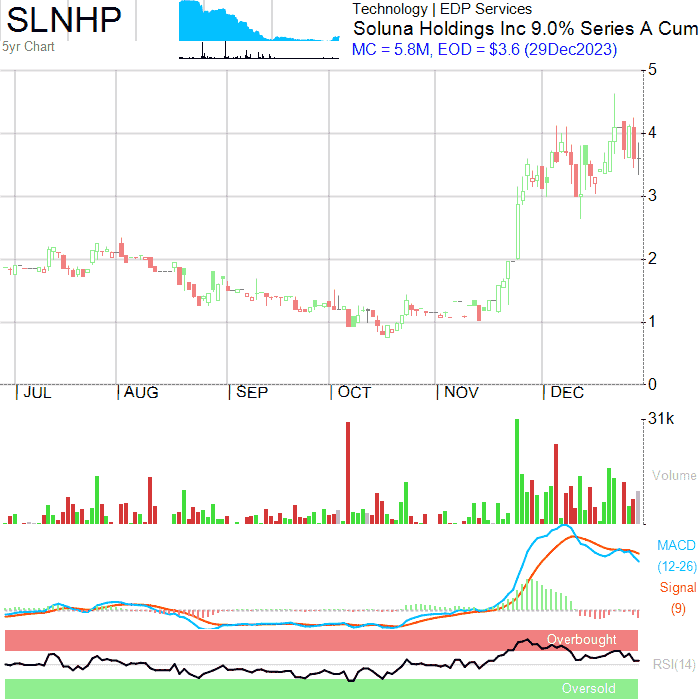 SLNHP
5yr Chart
Technology | EDP Services
Soluna Holdings Inc 9.0% Series A Cum
MC = 5.8M, EOD = $3.6 (29Dec2023)
5
4
3
2
1
0
JUL AUG SEP OCT NOV DEC
31k
Volume
MACD
(12-26)
Signal
(9)
Overbought
RSI(14)
Oversold